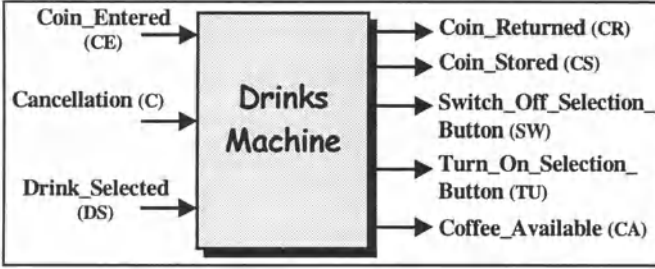 Coin_Entered
(CE)
Cancellation (C)
Drink_Selected
(DS)
Drinks
Machine
Coin_Returned (CR)
Coin_Stored (CS)
Switch_Off_Selection_
Button (SW)
Turn_On_Selection_
Button (TU)
Coffee_Available (CA)